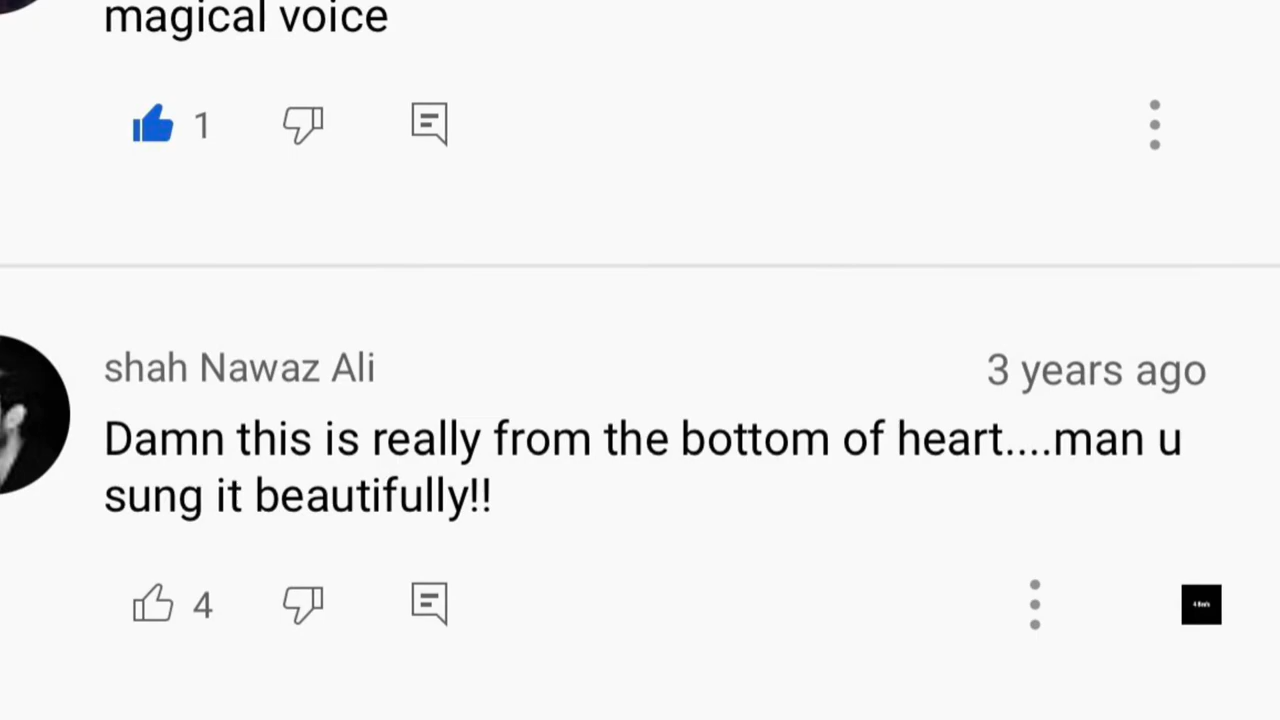 magical voice
1
shah Nawaz Ali
3 years ago
Damn this is really from the bottom of heart....man u
sung it beautifully!!
4